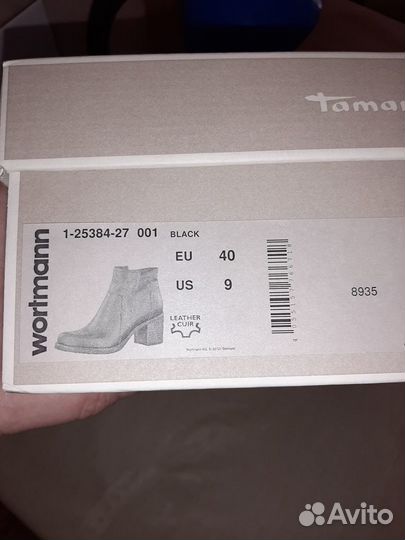 Tamar
wortmann
1-25384-27 001 BLACK
EU 40
US 9
LEATHER
CUIR
8935
Avito